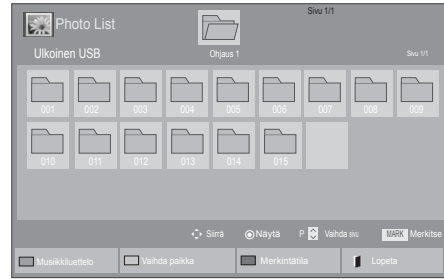 Photo List
Sivu 1/1
Ulkoinen USB
Ohjaus 1
Sivu 1/1
001 002 003 004 005 006 007 008 009
010 011 012 013 014 015
Siirrä Näytä P Vaihda sivu MARK Merkitse
Musiikkiluettelo Vaihda paikka Merkintätila Lopeta